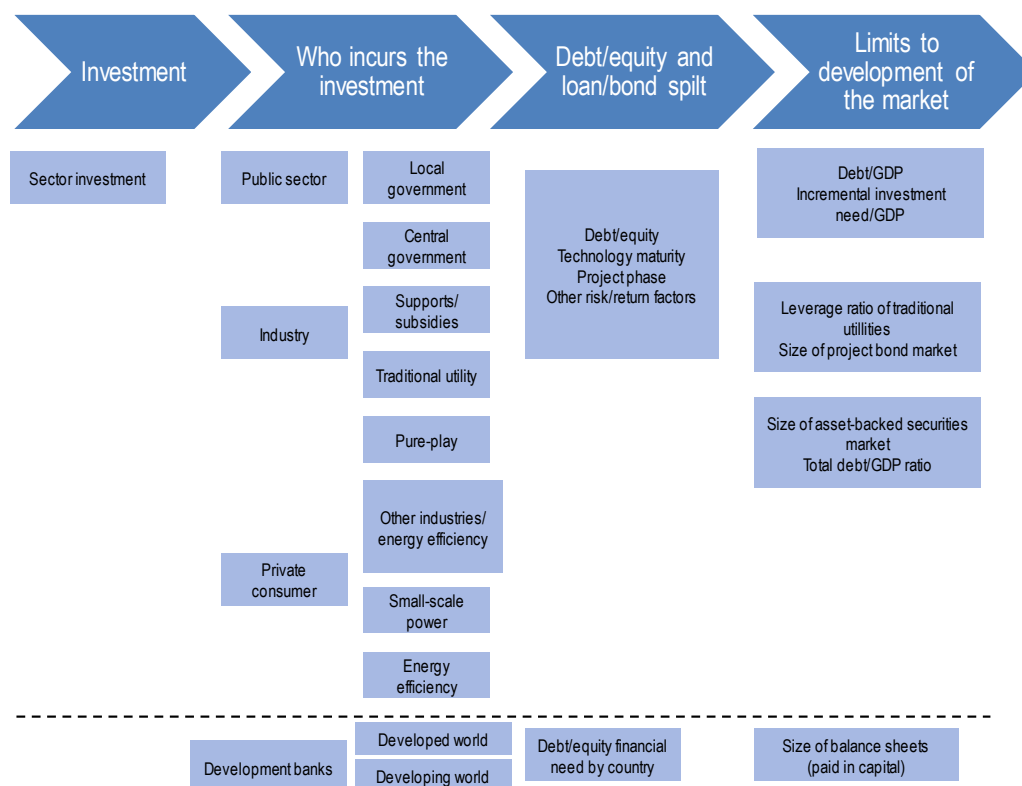 Investment
Who incurs the
investment
Debt/equity and
loan/bond spilt
Limits to
development of
the market
Sector investment
Public sector
Local
government
Central
government
Industry
Supports/
subsidies
Traditional utility
Pure-play
Other industries/
energy efficiency
Private
consumer
Small-scale
power
Energy
efficiency
Debt/equity
Technology maturity
Project phase
Other risk/return factors
Debt/GDP
Incremental investment
need/GDP
Leverage ratio of traditional
utillities
Size of project bond market
Size of asset-backed securities
market
Total debt/GDP ratio
Development banks
Developed world
Developing world
Debt/equity financial
need by country
Size of balance sheets
(paid in capital)